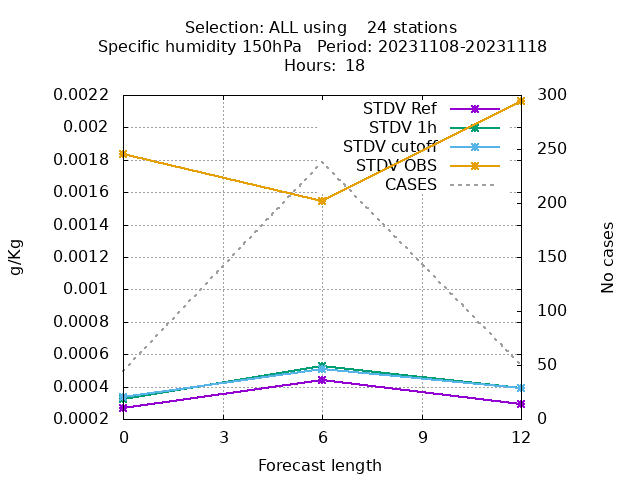 Selection: ALL using    24 stations
Specific humidity 150hPa   Period: 20231108-20231118
Hours: 18
0.0022
0.002
0.0018
0.0016
0.0014
0.0012
0.001
0.0008
0.0006
0.0004
0.0002
g/Kg
STDV Ref
STDV 1h
STDV cutoff
STDV OBS
CASES
300
250
200
150
100
50
0
No cases
0 3 6 9 12
Forecast length